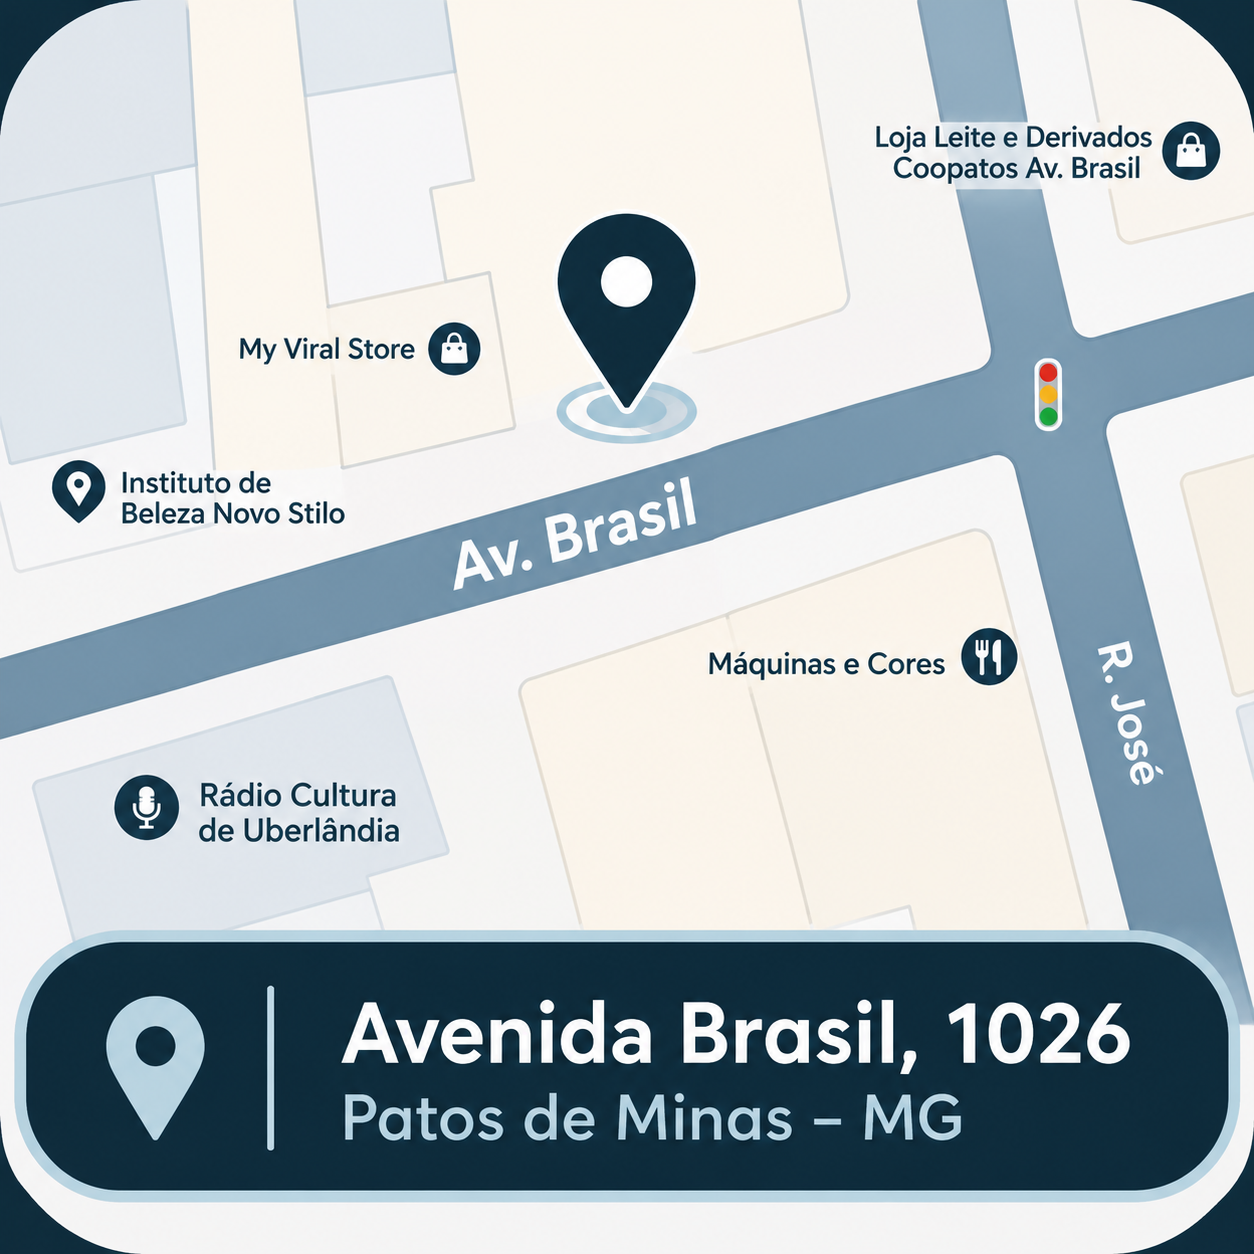 Loja Leite e Derivados
Coopatos Av. Brasil
My Viral Store
Instituto de
Beleza Novo Stilo
Av. Brasil
Máquinas e Cores
R. José
Rádio Cultura
de Uberlândia
Avenida Brasil, 1026
Patos de Minas – MG